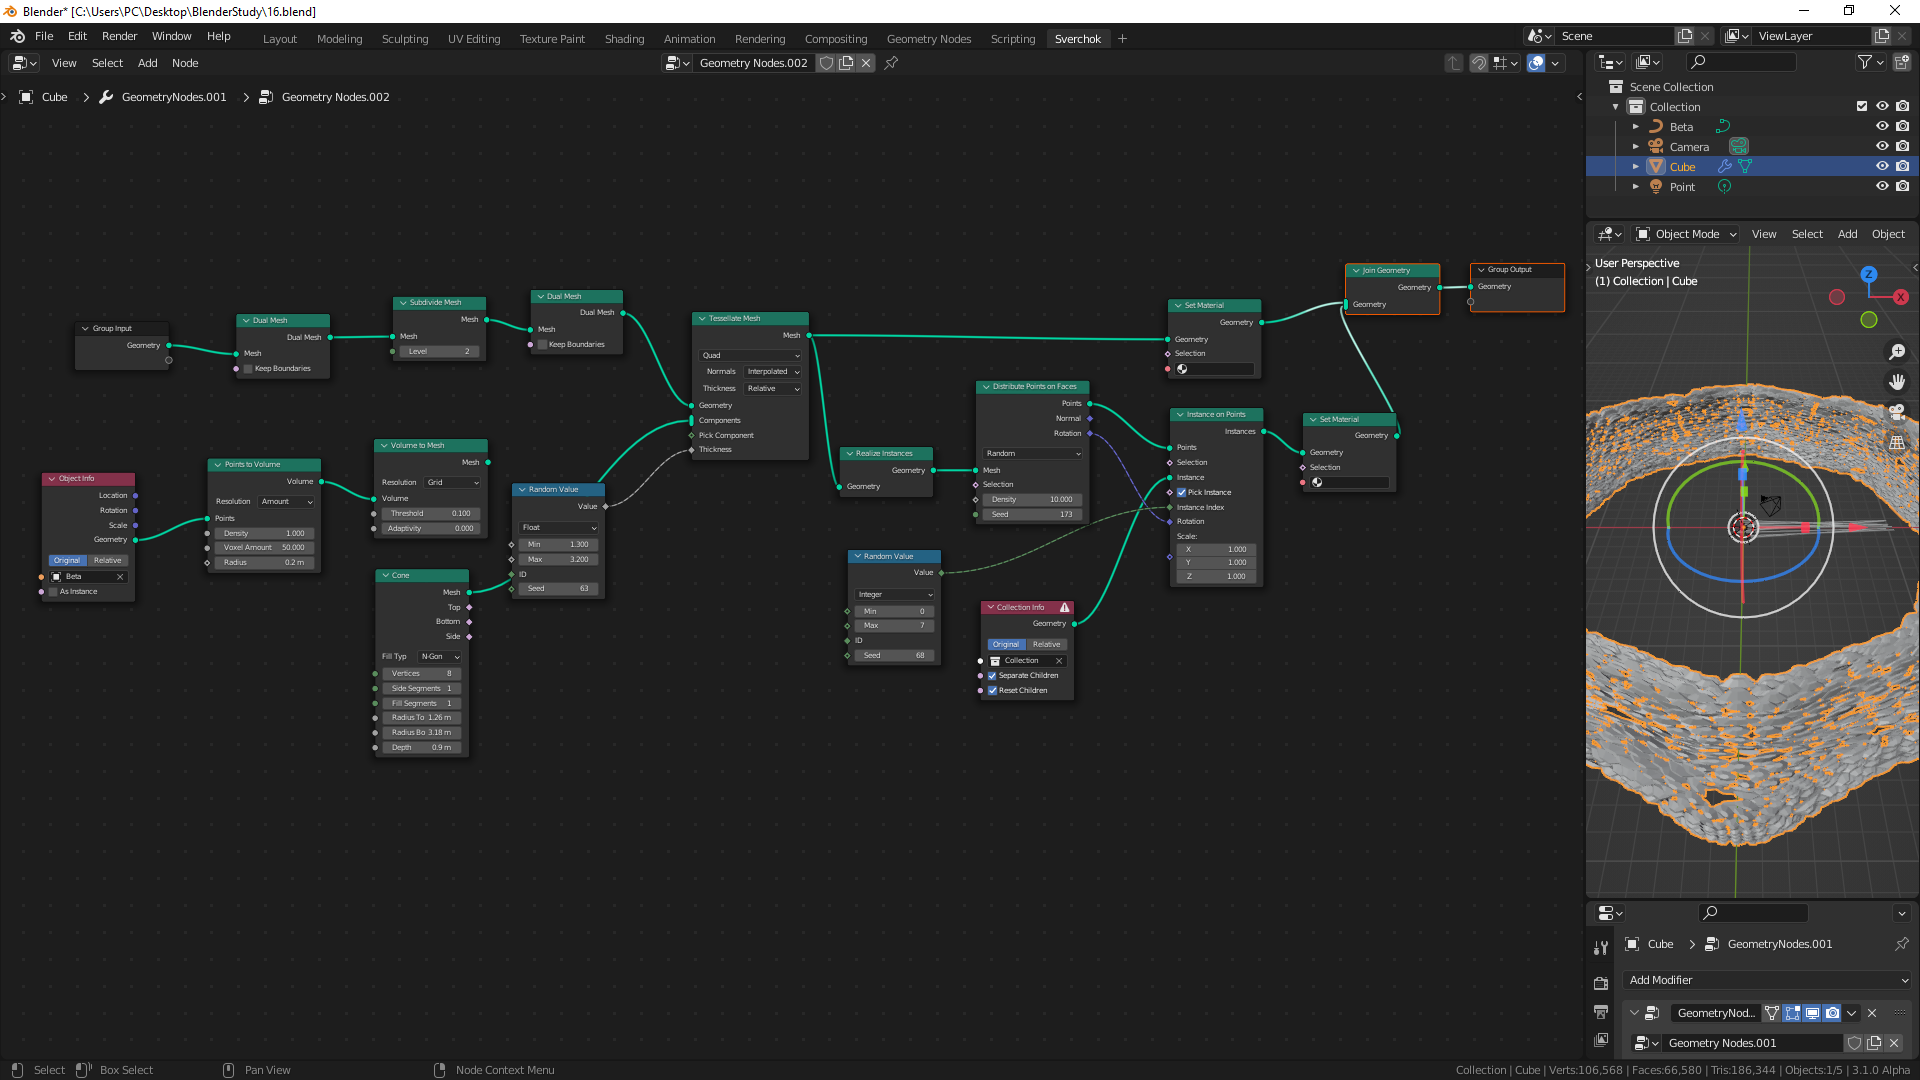 Blender* [C:\Users\PC\Desktop\BlenderStudy\16.blend]
File Edit Render Window Help
Layout Modeling Sculpting UV Editing Texture Paint Shading Animation Rendering Compositing Geometry Nodes Scripting Sverchok
Scene
ViewLayer
View Select Add Node
Geometry Nodes.002
Cube GeometryNodes.001 Geometry Nodes.002
Scene Collection
Collection
Beta
Camera
Cube
Point
Object Mode View Select Add Object
User Perspective
(1) Collection | Cube
Z
X
Group Input
Geometry
Dual Mesh
Dual Mesh
Mesh
Keep Boundaries
Subdivide Mesh
Mesh
Mesh
Level 2
Dual Mesh
Dual Mesh
Mesh
Keep Boundaries
Tessellate Mesh
Mesh
Quad
Normals Interpolated
Thickness Relative
Geometry
Components
Pick Component
Thickness
Object Info
Location
Rotation
Scale
Geometry
Original Relative
Beta
As Instance
Points to Volume
Volume
Resolution Amount
Points
Density 1.000
Voxel Amount 50.000
Radius 0.2 m
Volume to Mesh
Mesh
Resolution Grid
Volume
Threshold 0.100
Adaptivity 0.000
Random Value
Value
Float
Min 1.300
Max 3.200
ID
Seed 63
Cone
Mesh
Top
Bottom
Side
Fill Typ N-Gon
Vertices 8
Side Segments 1
Fill Segments 1
Radius To 1.26 m
Radius Bo 3.18 m
Depth 0.9 m
Realize Instances
Geometry
Geometry
Distribute Points on Faces
Points
Normal
Rotation
Random
Mesh
Selection
Density 10.000
Seed 173
Random Value
Value
Integer
Min 0
Max 7
ID
Seed 68
Collection Info
Geometry
Original Relative
Collection
Separate Children
Reset Children
Set Material
Geometry
Geometry
Selection
Instance on Points
Instances
Points
Selection
Instance
Pick Instance
Instance Index
Rotation
Scale:
X 1.000
Y 1.000
Z 1.000
Set Material
Geometry
Geometry
Selection
Join Geometry
Geometry
Geometry
Group Output
Geometry
Cube GeometryNodes.001
Add Modifier
GeometryNod...
Geometry Nodes.001
Select Box Select Pan View Node Context Menu
Collection | Cube | Verts:106,568 | Faces:66,580 | Tris:186,344 | Objects:1/5 | 3.1.0 Alpha